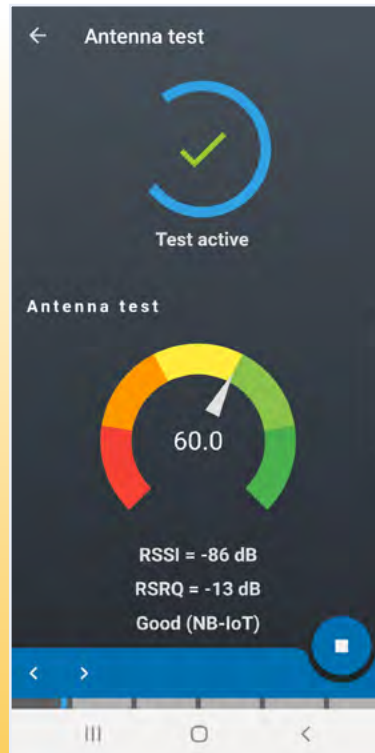 Antenna test
Test active
Antenna test
60.0
RSSI = -86 dB
RSRQ = -13 dB
Good (NB-IoT)